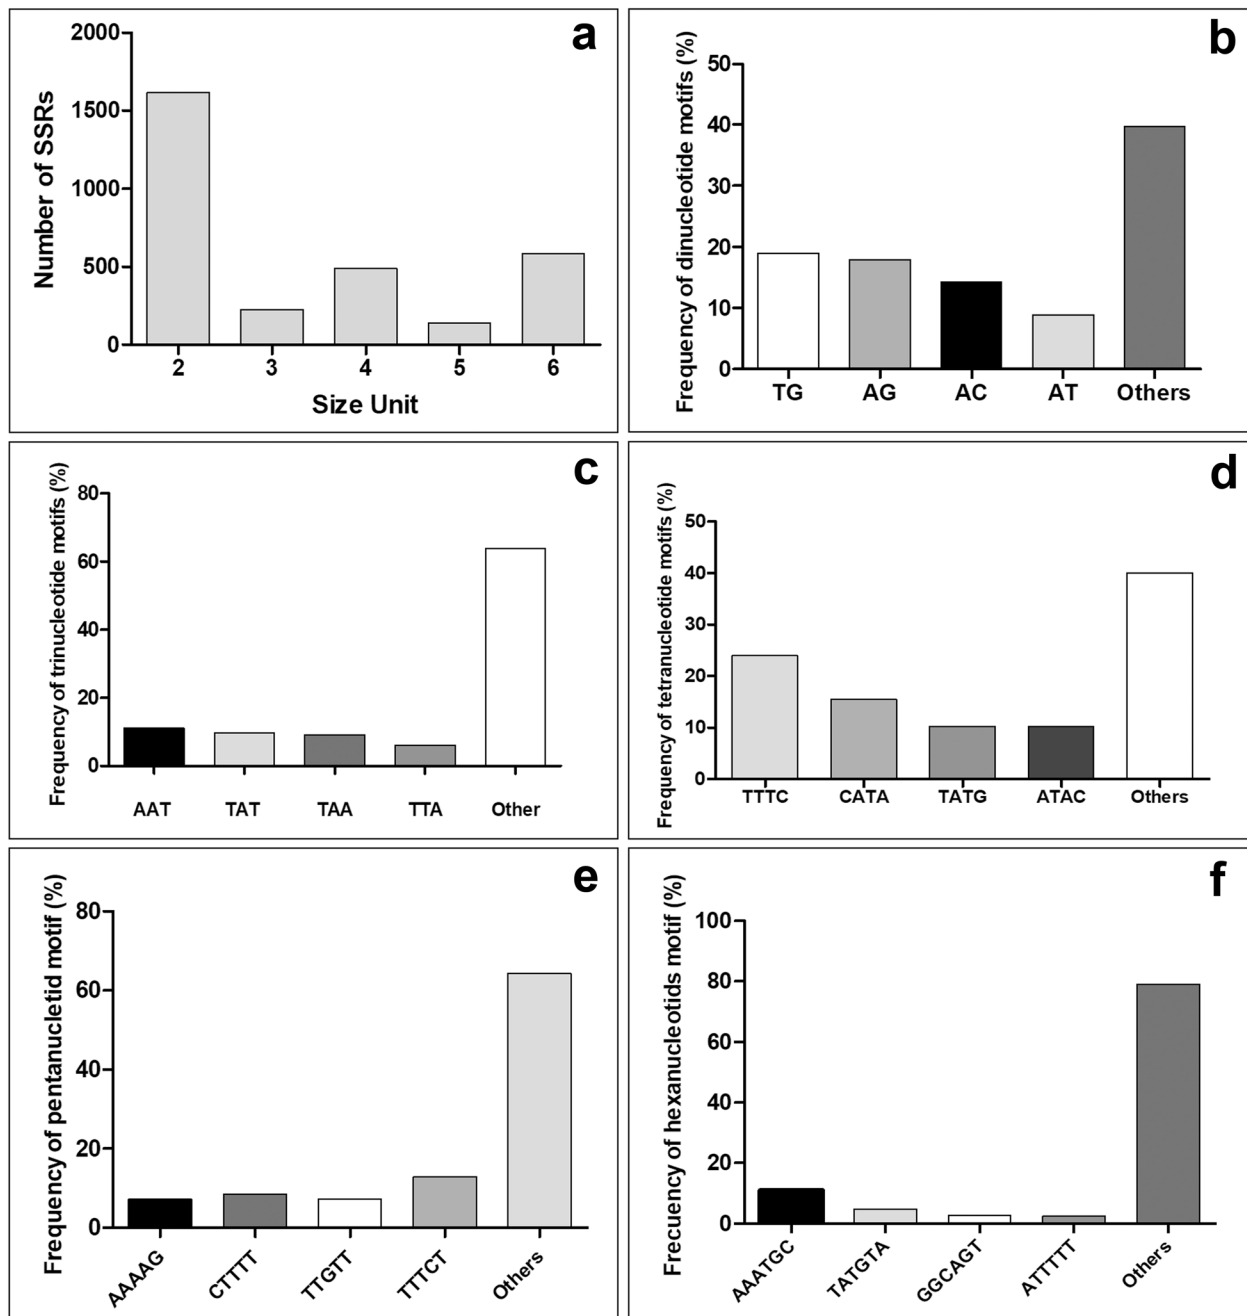 a
Number of SSRs
2000
1500
1000
500
0
2 3 4 5 6
Size Unit
b
Frequency of dinucleotide motifs (%)
50
40
30
20
10
0
TG AG AC AT Others
c
Frequency of trinucleotide motifs (%)
80
60
40
20
0
AAT TAT TAA TTA Other
d
Frequency of tetranucleotide motifs (%)
50
40
30
20
10
0
TTTC CATA TATG ATAC Others
e
Frequency of pentanucletid motif (%)
80
60
40
20
0
AAAAG CTTTT TTGTT TTTCT Others
f
Frecuency of hexanucleotids motif (%)
100
80
60
40
20
0
AAATGC TATGTA GGCAGT ATTTTT Others